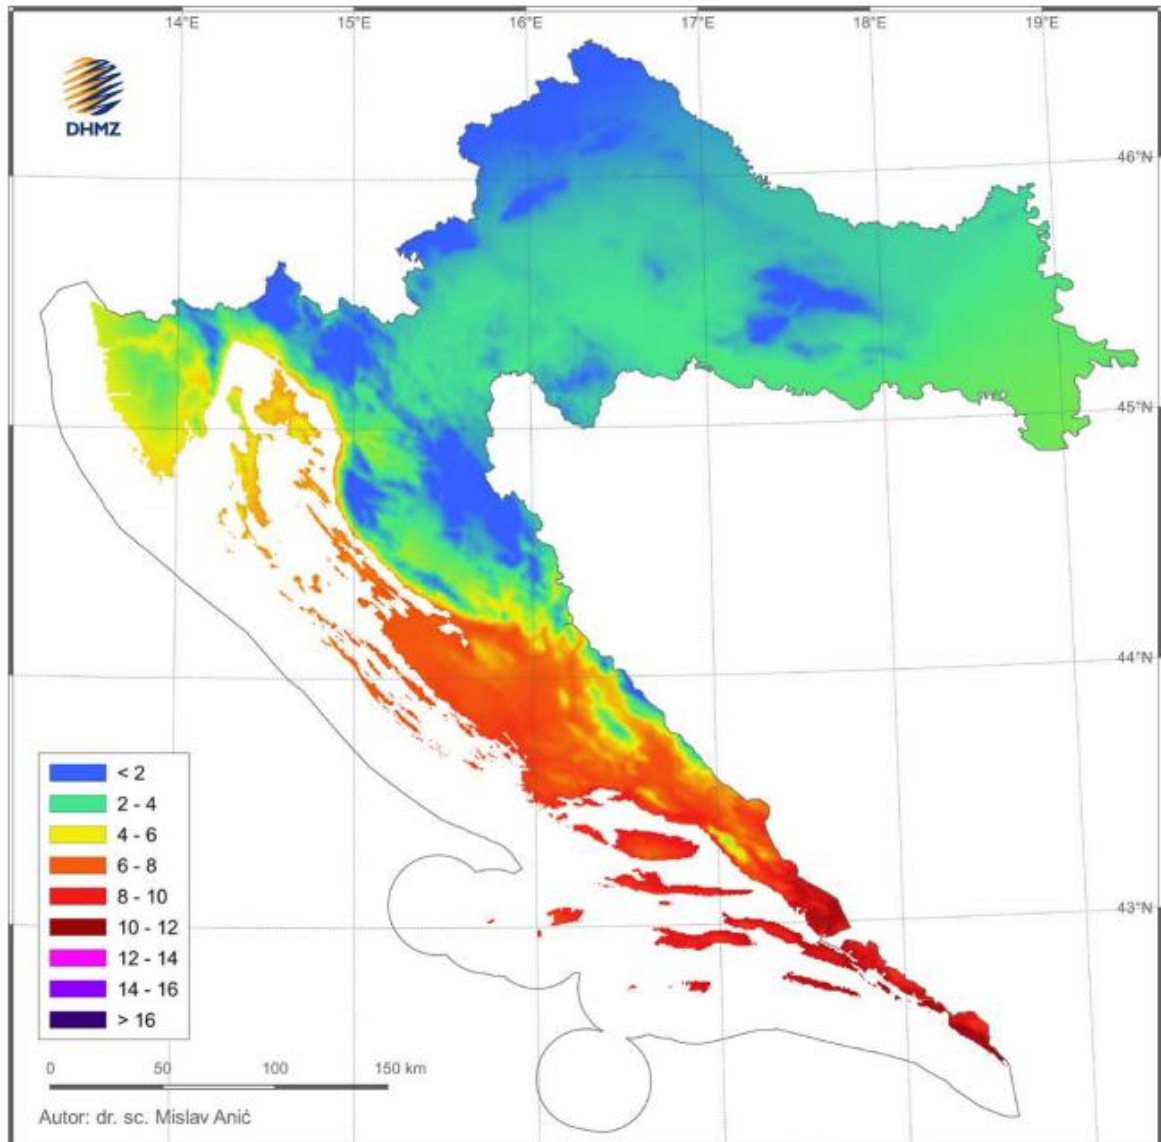 14°E 15°E 16°E 17°E 18°E 19°E
DHMZ
46°N
45°N
44°N
< 2
2 - 4
4 - 6
6 - 8
8 - 10
10 - 12
12 - 14
14 - 16
> 16
43°N
0 50 100 150 km
Autor: dr. sc. Mislav Anić